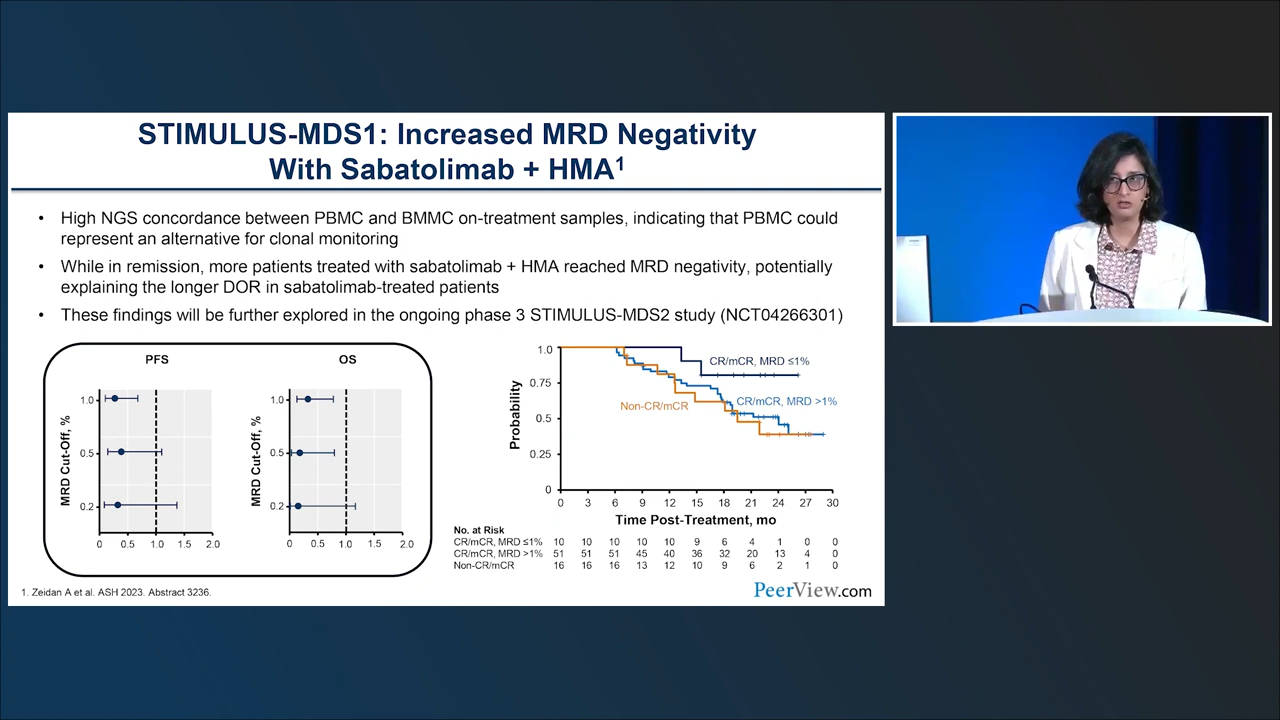 STIMULUS-MDS1: Increased MRD Negativity
With Sabatolimab + HMA1
• High NGS concordance between PBMC and BMMC on-treatment samples, indicating that PBMC could
represent an alternative for clonal monitoring
• While in remission, more patients treated with sabatolimab + HMA reached MRD negativity, potentially
explaining the longer DOR in sabatolimab-treated patients
• These findings will be further explored in the ongoing phase 3 STIMULUS-MDS2 study (NCT04266301)
PFS
MRD Cut-Off, %
1.0
0.5
0.2
0 0.5 1.0 1.5 2.0
OS
MRD Cut-Off, %
1.0
0.5
0.2
0 0.5 1.0 1.5 2.0
Probability
1.0
0.75
0.5
0.25
0
CR/mCR, MRD ≤1%
CR/mCR, MRD >1%
Non-CR/mCR
0 3 6 9 12 15 18 21 24 27 30
Time Post-Treatment, mo
No. at Risk
CR/mCR, MRD ≤1% 10 10 10 10 10 9 6 4 1 0 0
CR/mCR, MRD >1% 51 51 51 45 40 36 32 20 13 4 0
Non-CR/mCR 16 16 16 13 12 10 9 6 2 1 0
1. Zeidan A et al. ASH 2023. Abstract 3236.
PeerView.com